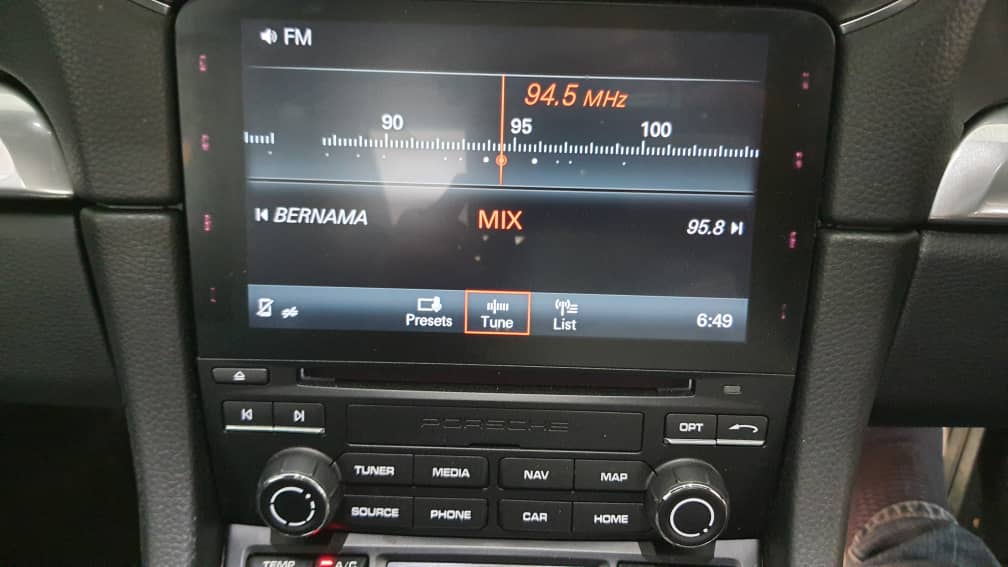 FM
94.5 MHz
90 95 100
BERNAMA MIX 95.8
Presets Tune List 6:49
PORSCHE
OPT
TUNER MEDIA NAV MAP
SOURCE PHONE CAR HOME
TEMP A/C